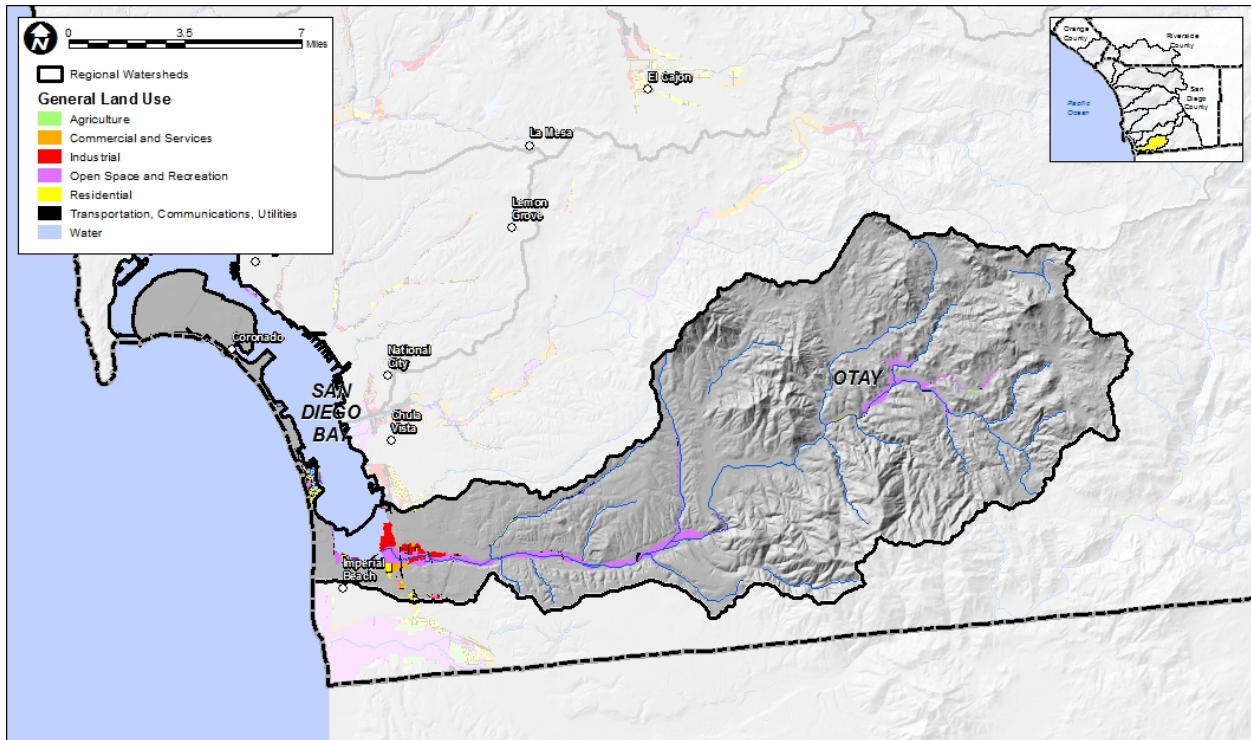 N
0 3.5 7
Miles
Regional Watersheds
General Land Use
Agriculture
Commercial and Services
Industrial
Open Space and Recreation
Residential
Transportation, Communications, Utilities
Water
Orange
County
Riverside
County
San
Diego
County
Pacific
Ocean
El Cajon
La Mesa
Lemon
Grove
Coronado
National
City
SAN
DIEGO
BAY
Chula
Vista
OTAY
Imperial
Beach